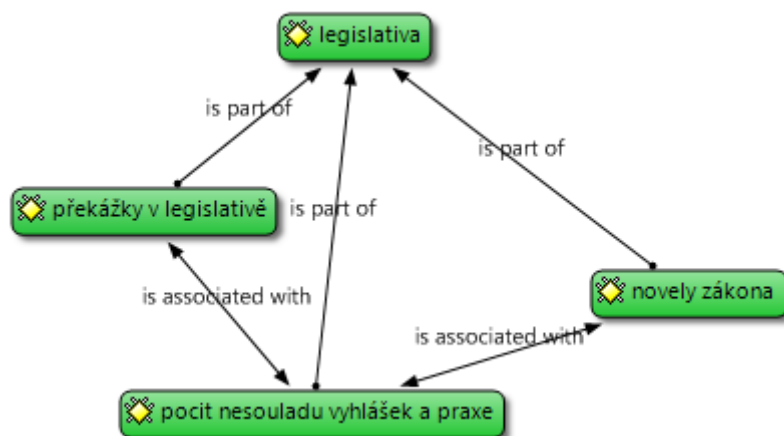 legislativa
is part of
is part of
překážky v legislativě
is part of
novely zákona
is associated with
is associated with
pocit nesouladu vyhlášek a praxe